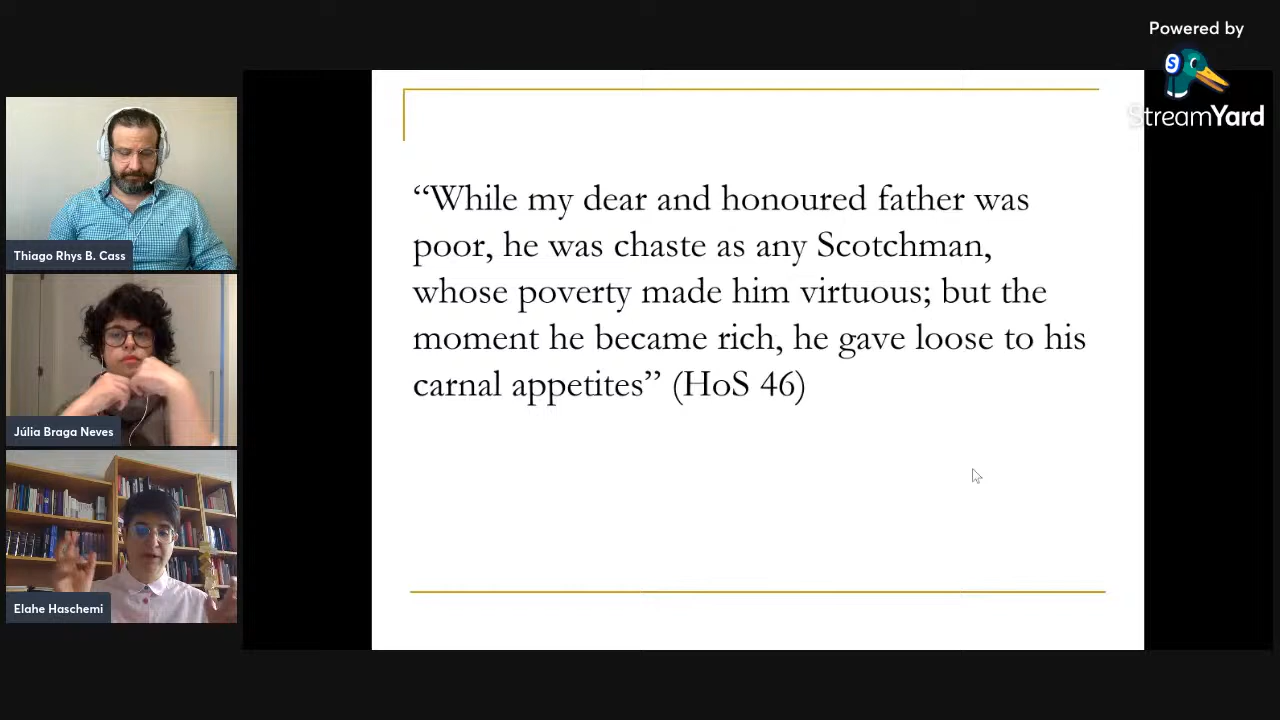 Powered by
StreamYard
Thiago Rhys B. Cass
Júlia Braga Neves
Elahe Haschemi
“While my dear and honoured father was
poor, he was chaste as any Scotchman,
whose poverty made him virtuous; but the
moment he became rich, he gave loose to his
carnal appetites” (HoS 46)